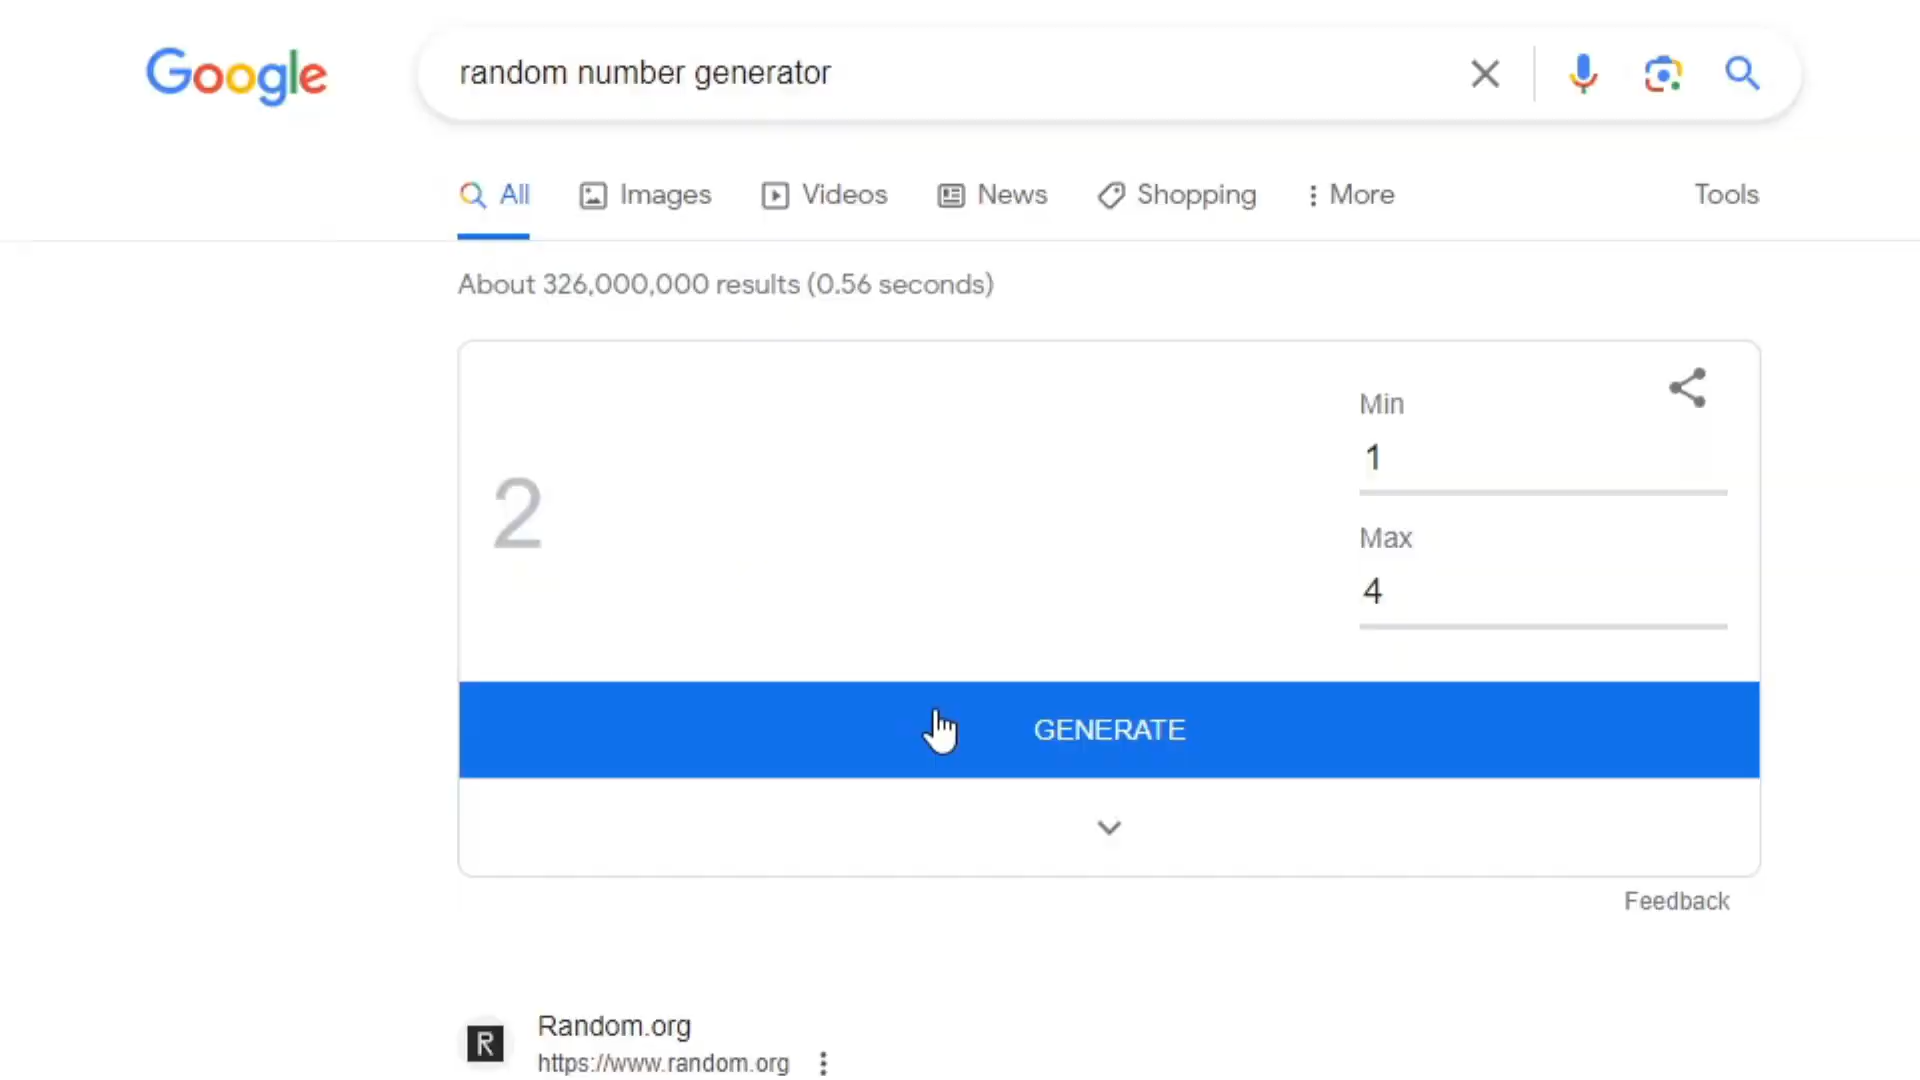 Google
random number generator
All Images Videos News Shopping More Tools
About 326,000,000 results (0.56 seconds)
2
Min
1
Max
4
GENERATE
Feedback
R
Random.org
https://www.random.org